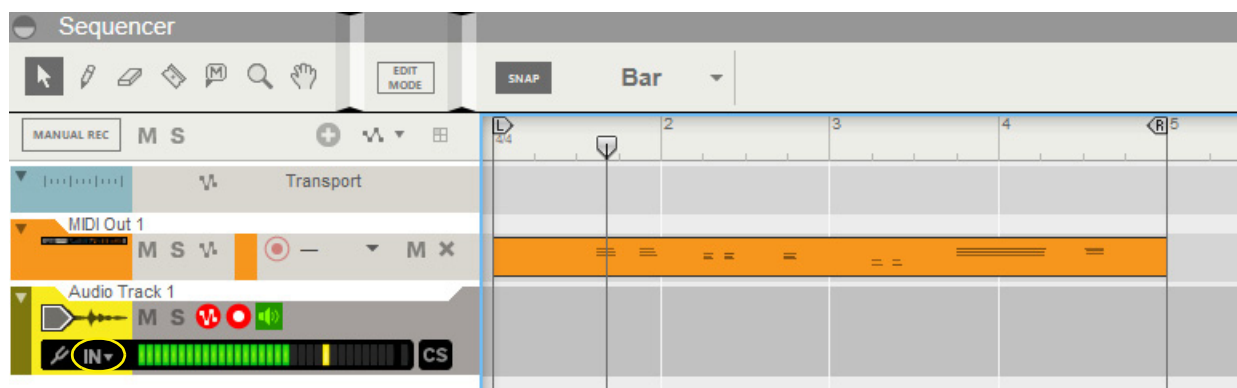 Sequencer
M
EDIT MODE
SNAP
Bar
MANUAL REC M S
L 2 3 4 R 5
4/4
Transport
MIDI Out 1
M S — M
Audio Track 1
M S
IN CS